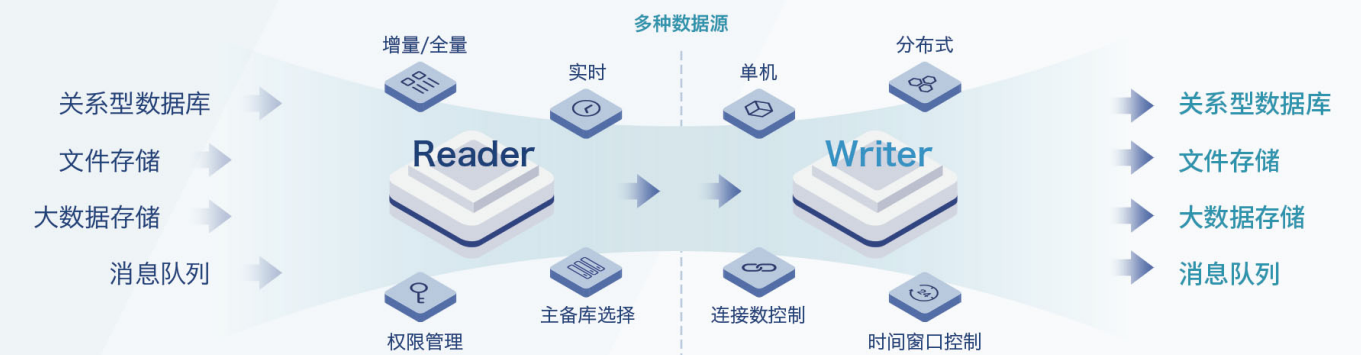 多种数据源
增量/全量
分布式
实时
单机
关系型数据库
文件存储
大数据存储
消息队列
Reader
Writer
关系型数据库
文件存储
大数据存储
消息队列
主备库选择
连接数控制
权限管理
24
时间窗口控制